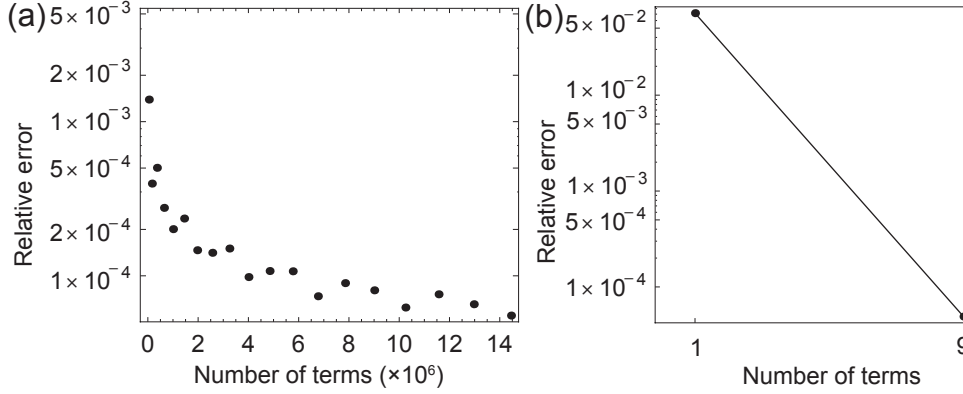 (a)
Relative error
5×10⁻³
2×10⁻³
1×10⁻³
5×10⁻⁴
2×10⁻⁴
1×10⁻⁴
0 2 4 6 8 10 12 14
Number of terms (×10⁶)
(b)
Relative error
5×10⁻²
1×10⁻²
5×10⁻³
1×10⁻³
5×10⁻⁴
1×10⁻⁴
1 9
Number of terms